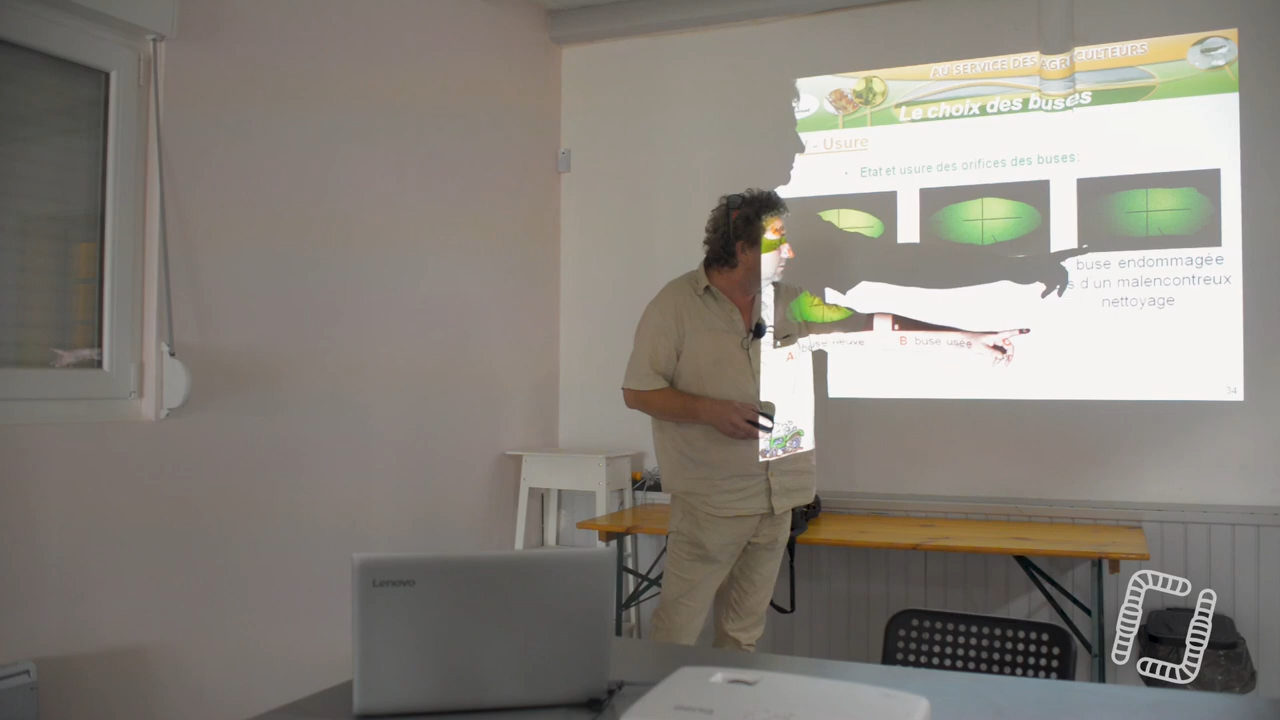 AU SERVICE DES AGRICULTEURS
Le choix des buses
- Usure
• Etat et usure des orifices des buses:
buse endommagée
s d un malencontreux
nettoyage
A buse neuve
B buse usée
34
Lenovo